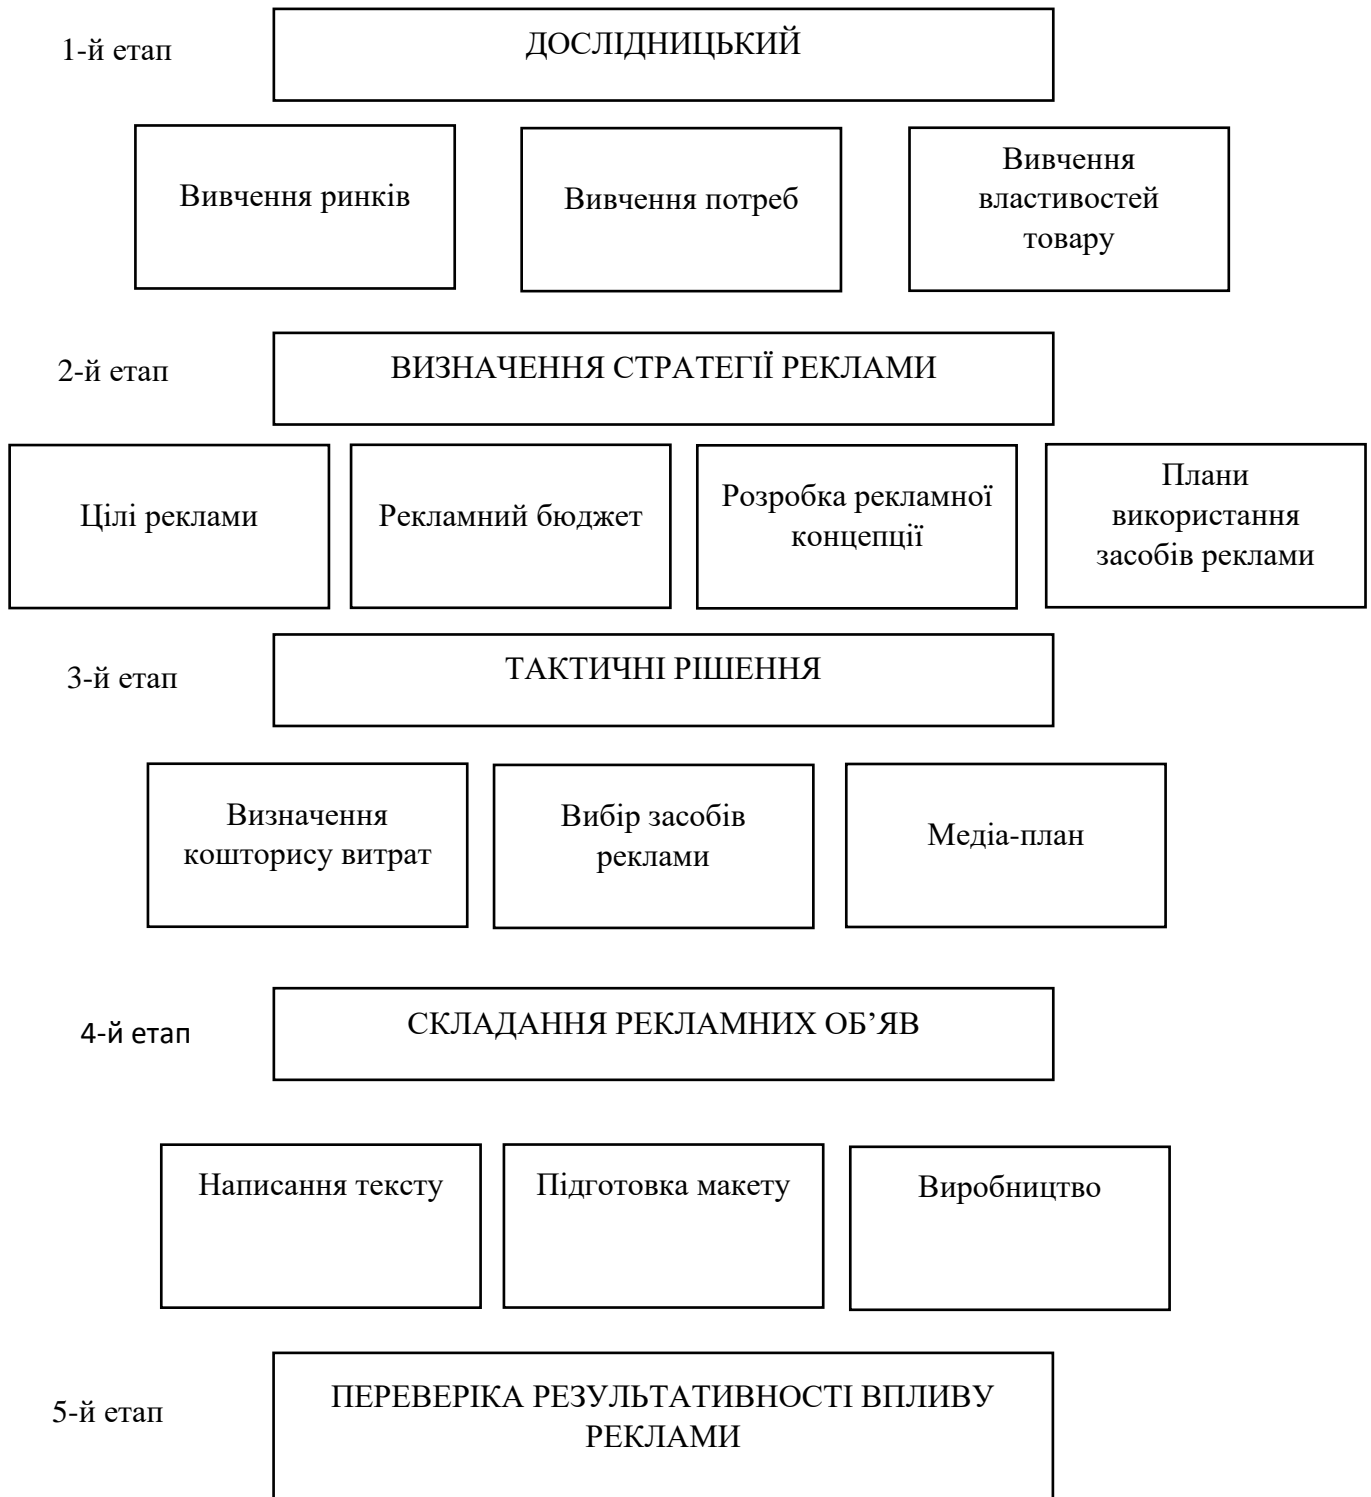 1-й етап
ДОСЛІДНИЦЬКИЙ
Вивчення ринків
Вивчення потреб
Вивчення
властивостей
товару
2-й етап
ВИЗНАЧЕННЯ СТРАТЕГІЇ РЕКЛАМИ
Цілі реклами
Рекламний бюджет
Розробка рекламної
концепції
Плани
використання
засобів реклами
3-й етап
ТАКТИЧНІ РІШЕННЯ
Визначення
кошторису витрат
Вибір засобів
реклами
Медіа-план
4-й етап
СКЛАДАННЯ РЕКЛАМНИХ ОБ’ЯВ
Написання тексту
Підготовка макету
Виробництво
5-й етап
ПЕРЕВЕРІКА РЕЗУЛЬТАТИВНОСТІ ВПЛИВУ
РЕКЛАМИ